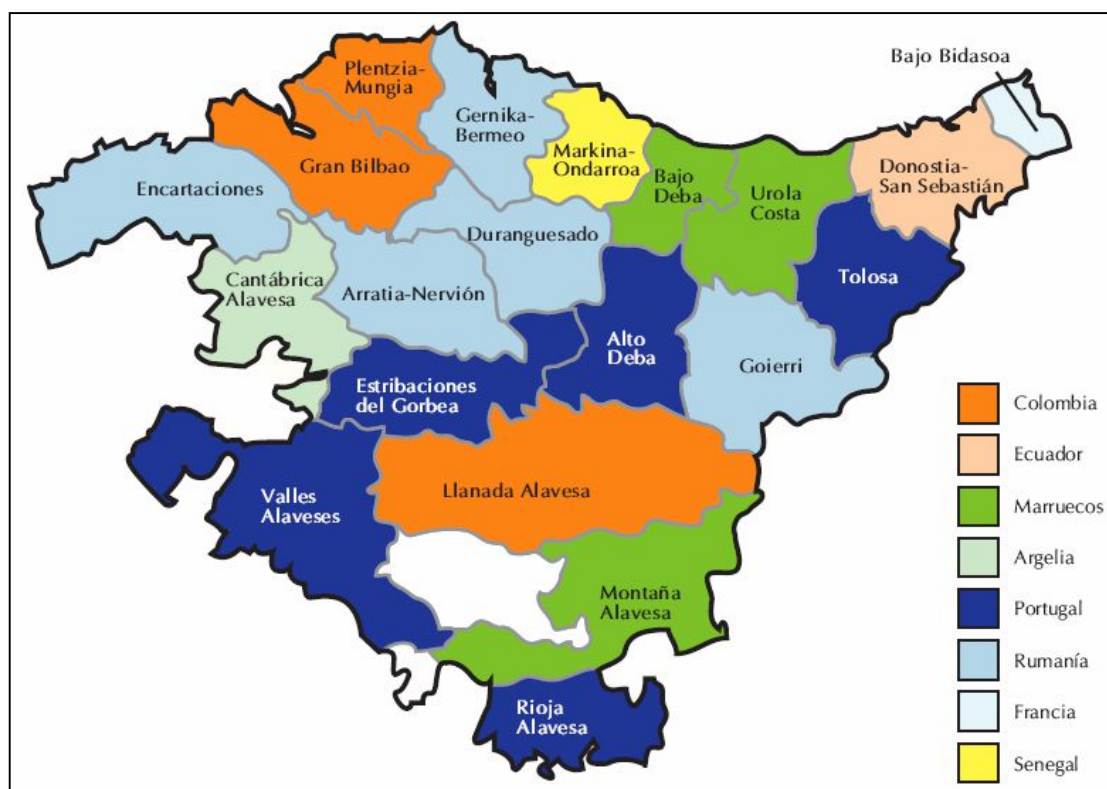 Bajo Bidasoa
Plentzia-
Mungia
Gernika-
Bermeo
Markina-
Ondarroa
Bajo
Deba
Urola
Costa
Donostia-
San Sebastián
Gran Bilbao
Encartaciones
Duranguesado
Tolosa
Cantábrica
Alavesa
Arratia-Nervión
Alto
Deba
Goierri
Estribaciones
del Gorbea
Valles
Alaveses
Llanada Alavesa
Montaña
Alavesa
Rioja
Alavesa
Colombia
Ecuador
Marruecos
Argelia
Portugal
Rumanía
Francia
Senegal